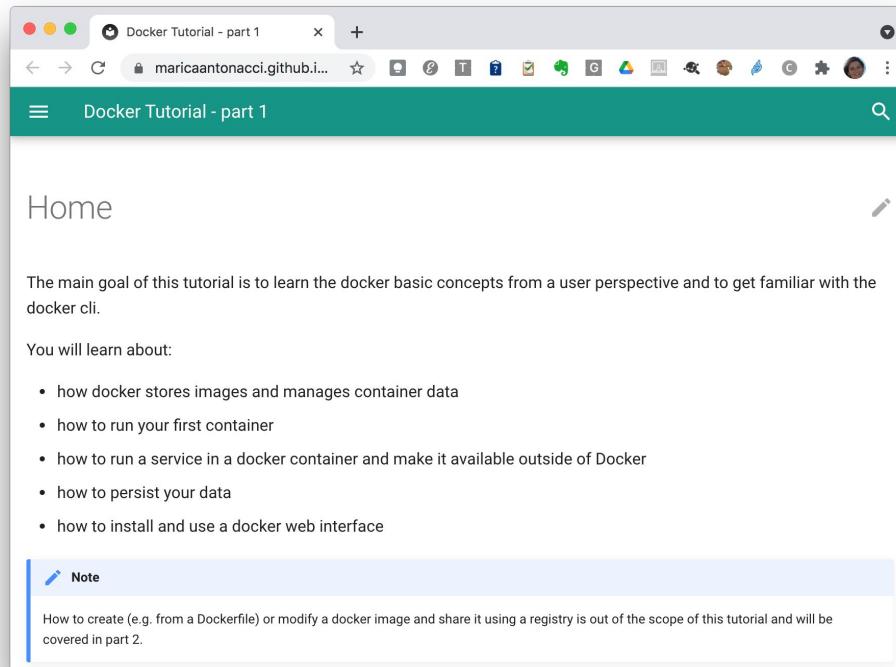 Docker Tutorial - part 1
maricaantonacci.github.i...
Docker Tutorial - part 1
Home
The main goal of this tutorial is to learn the docker basic concepts from a user perspective and to get familiar with the
docker cli.
You will learn about:
• how docker stores images and manages container data
• how to run your first container
• how to run a service in a docker container and make it available outside of Docker
• how to persist your data
• how to install and use a docker web interface
Note
How to create (e.g. from a Dockerfile) or modify a docker image and share it using a registry is out of the scope of this tutorial and will be
covered in part 2.